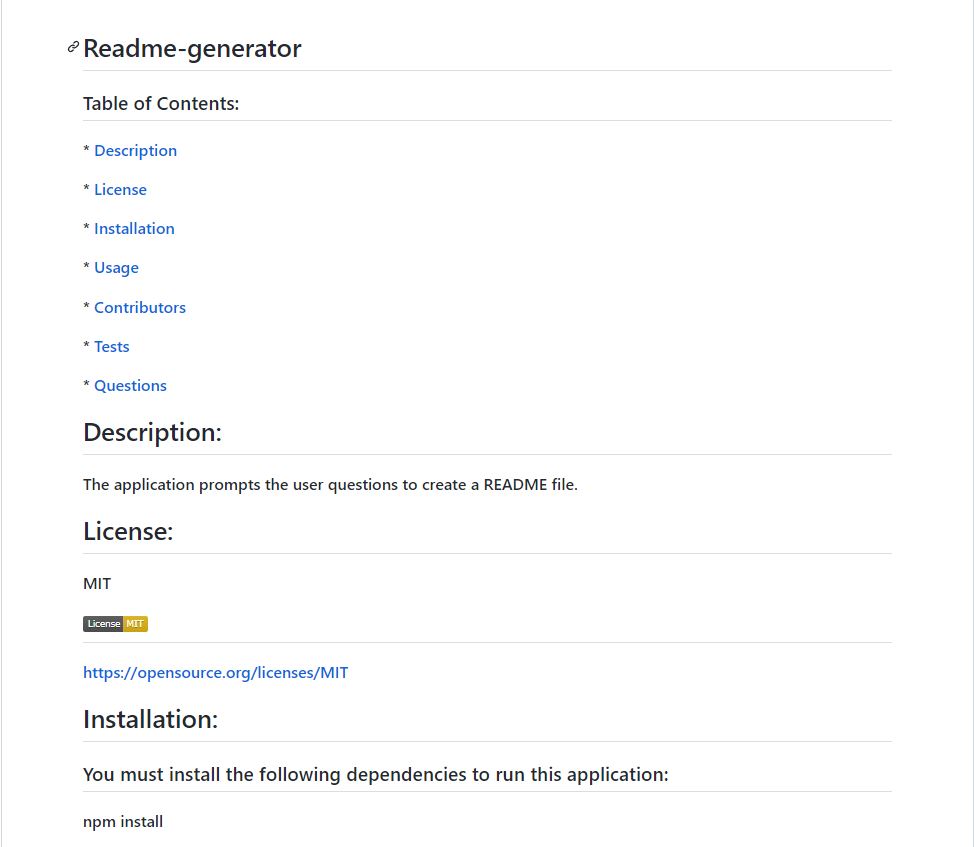 Readme-generator
Table of Contents:
* Description
* License
* Installation
* Usage
* Contributors
* Tests
* Questions
Description:
The application prompts the user questions to create a README file.
License:
MIT
License MIT
https://opensource.org/licenses/MIT
Installation:
You must install the following dependencies to run this application:
npm install